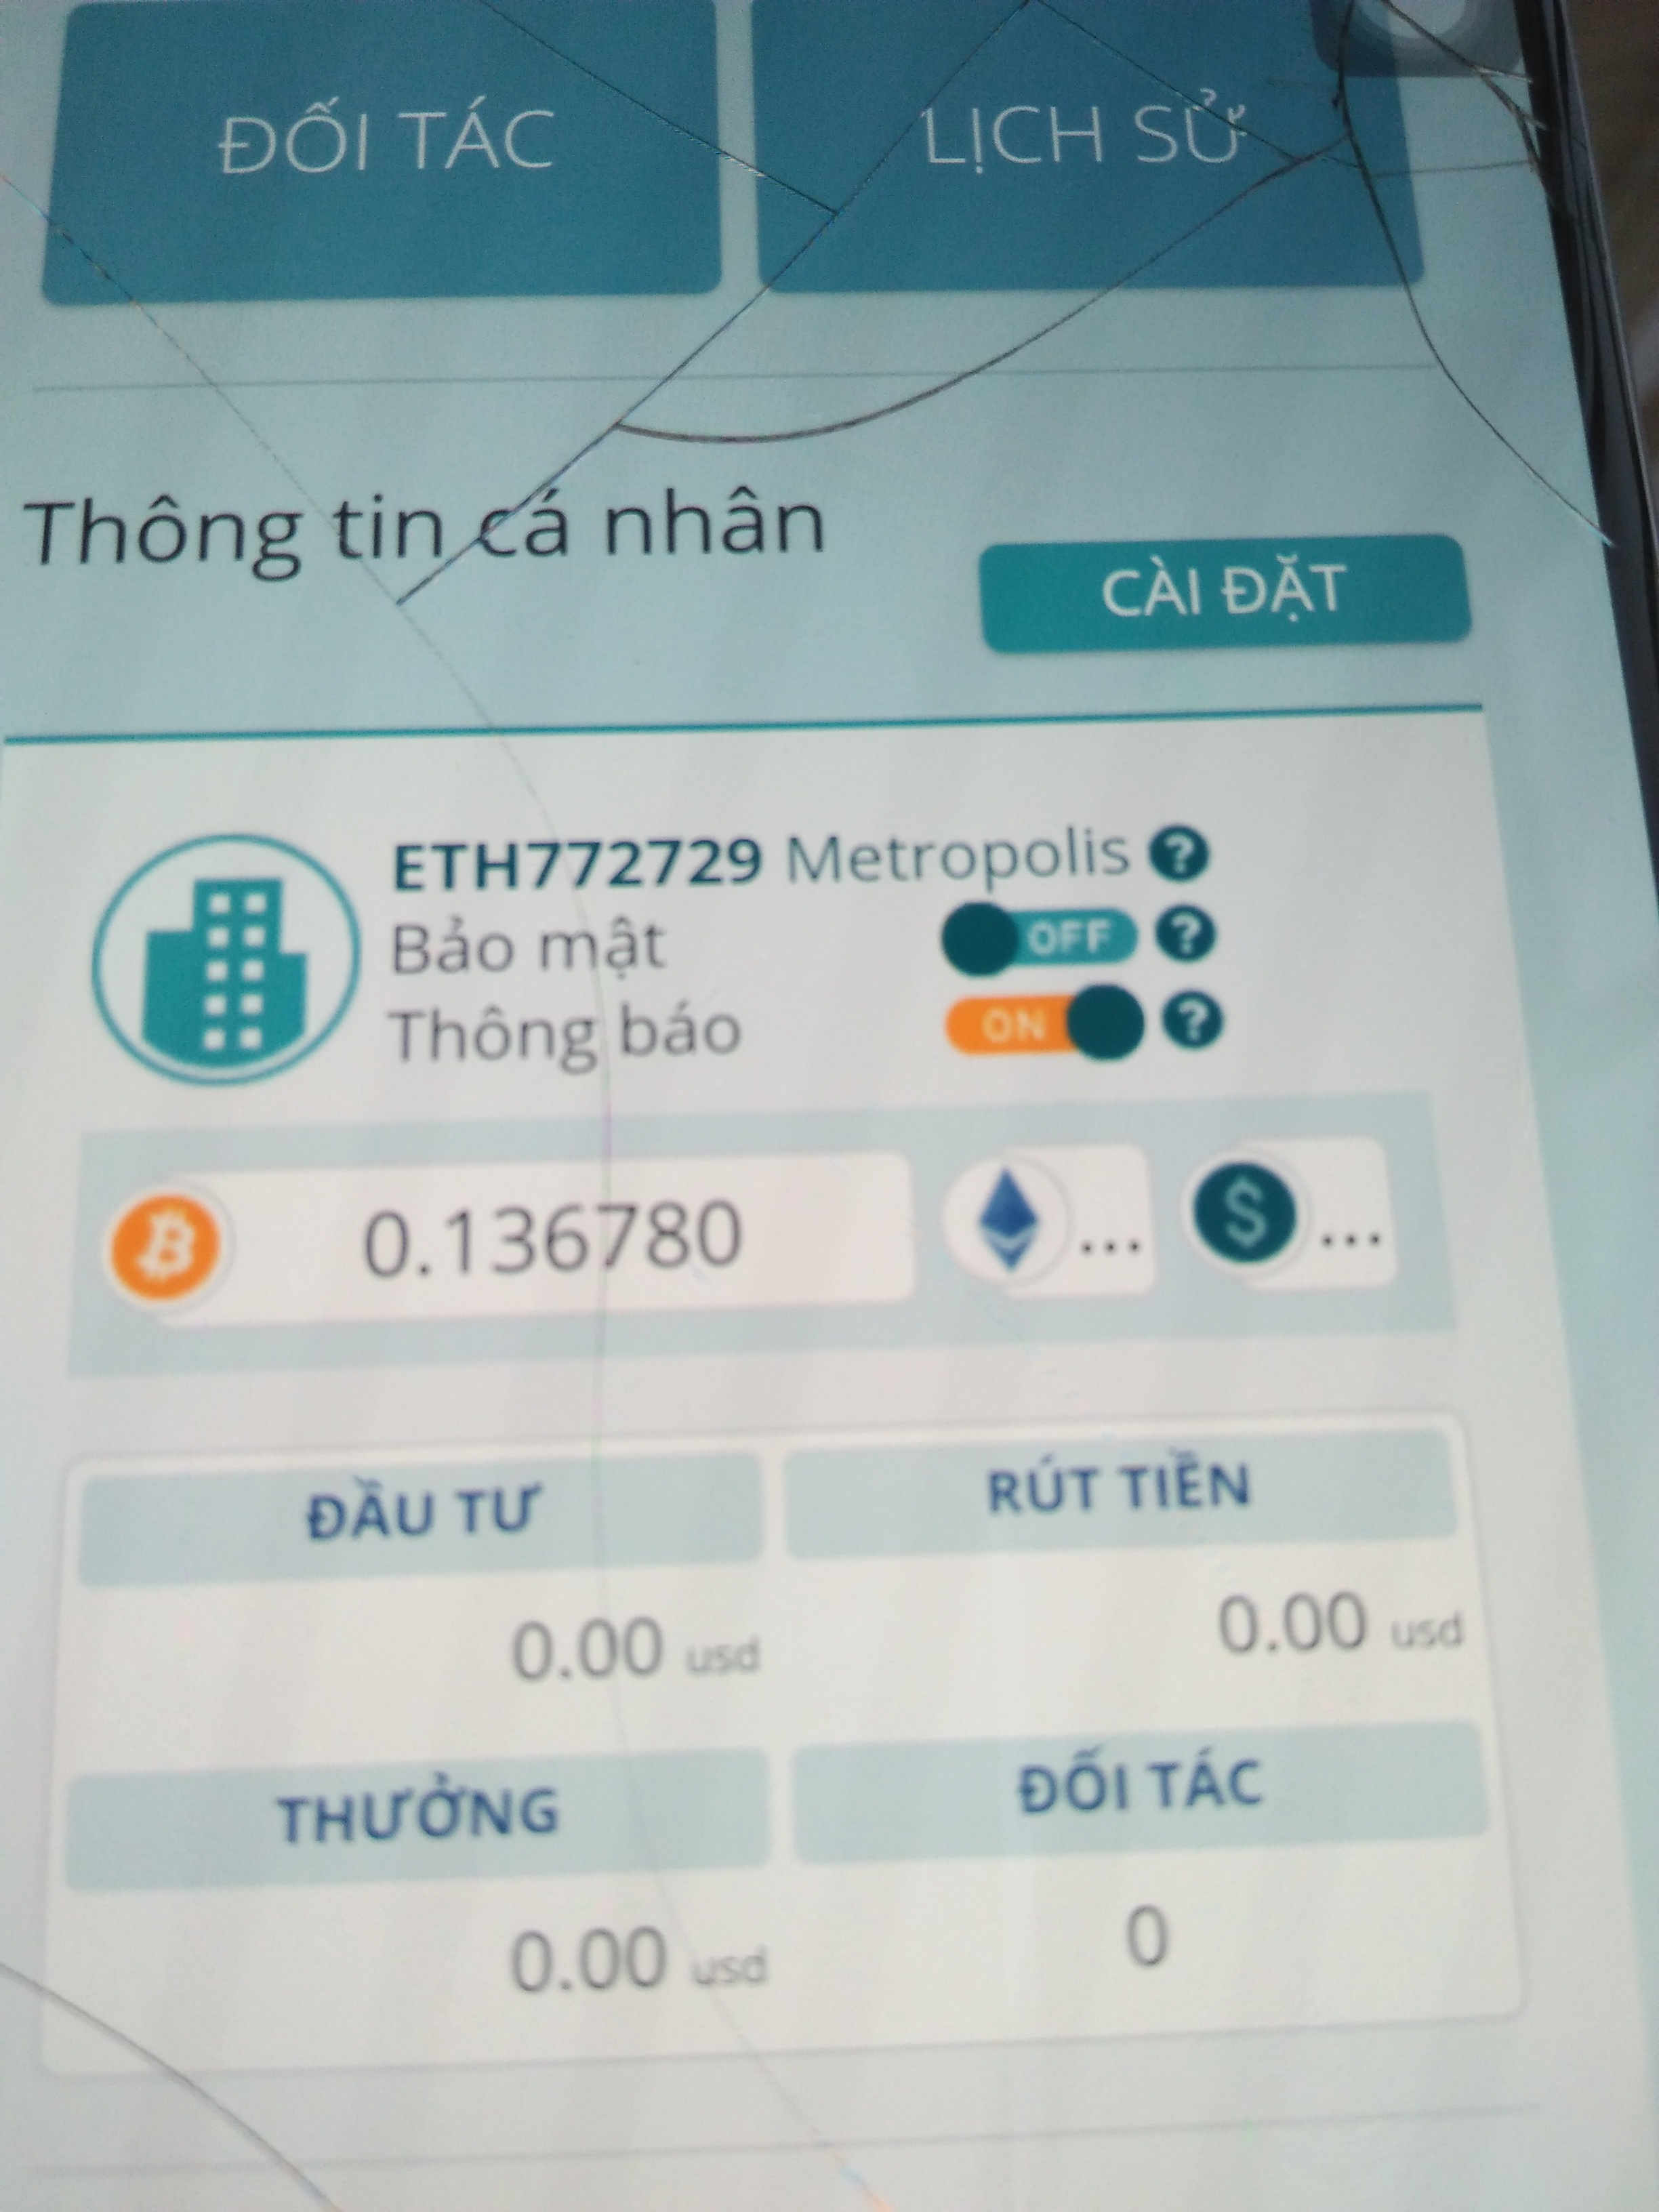 ĐỐI TÁC
LỊCH SỬ
Thông tin cá nhân
CÀI ĐẶT
ETH772729 Metropolis ?
Bảo mật OFF ?
Thông báo ON ?
0.136780 ... $ ...
ĐẦU TƯ
RÚT TIỀN
0.00 usd
0.00 usd
THƯỞNG
ĐỐI TÁC
0.00 usd
0